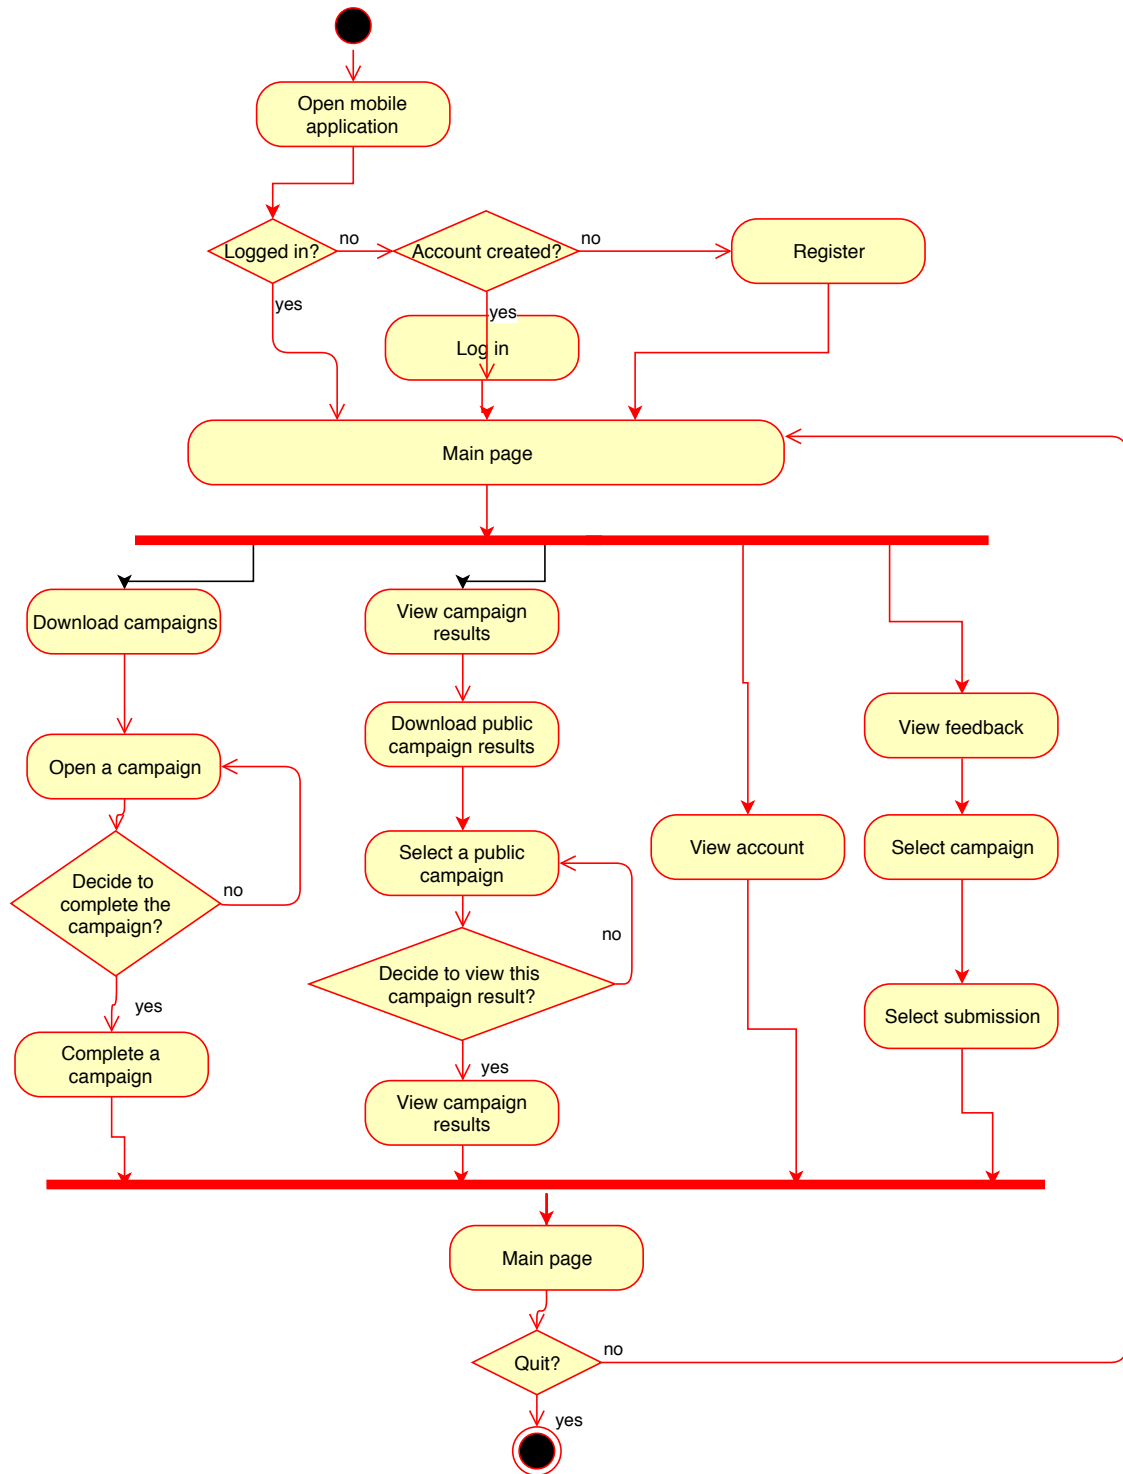 Open mobile
application
Logged in?
no
Account created?
no
Register
yes
yes
Log in
Main page
Download campaigns
View campaign
results
Download public
campaign results
View feedback
Open a campaign
Select a public
campaign
View account
Select campaign
Decide to
complete the
campaign?
no
no
Decide to view this
campaign result?
Select submission
yes
Complete a
campaign
yes
View campaign
results
Main page
Quit?
no
yes